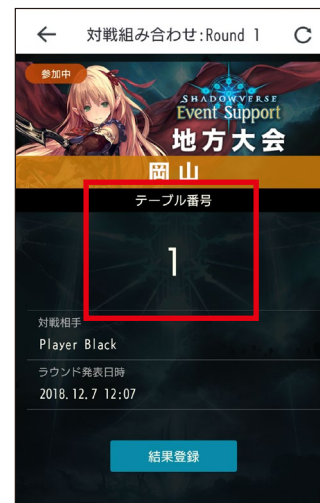 対戦組み合わせ:Round 1
参加中
SHADOWVERSE
Event Support
地方大会
岡山
テーブル番号
1
対戦相手
Player Black
ラウンド発表日時
2018.12.7 12:07
結果登録